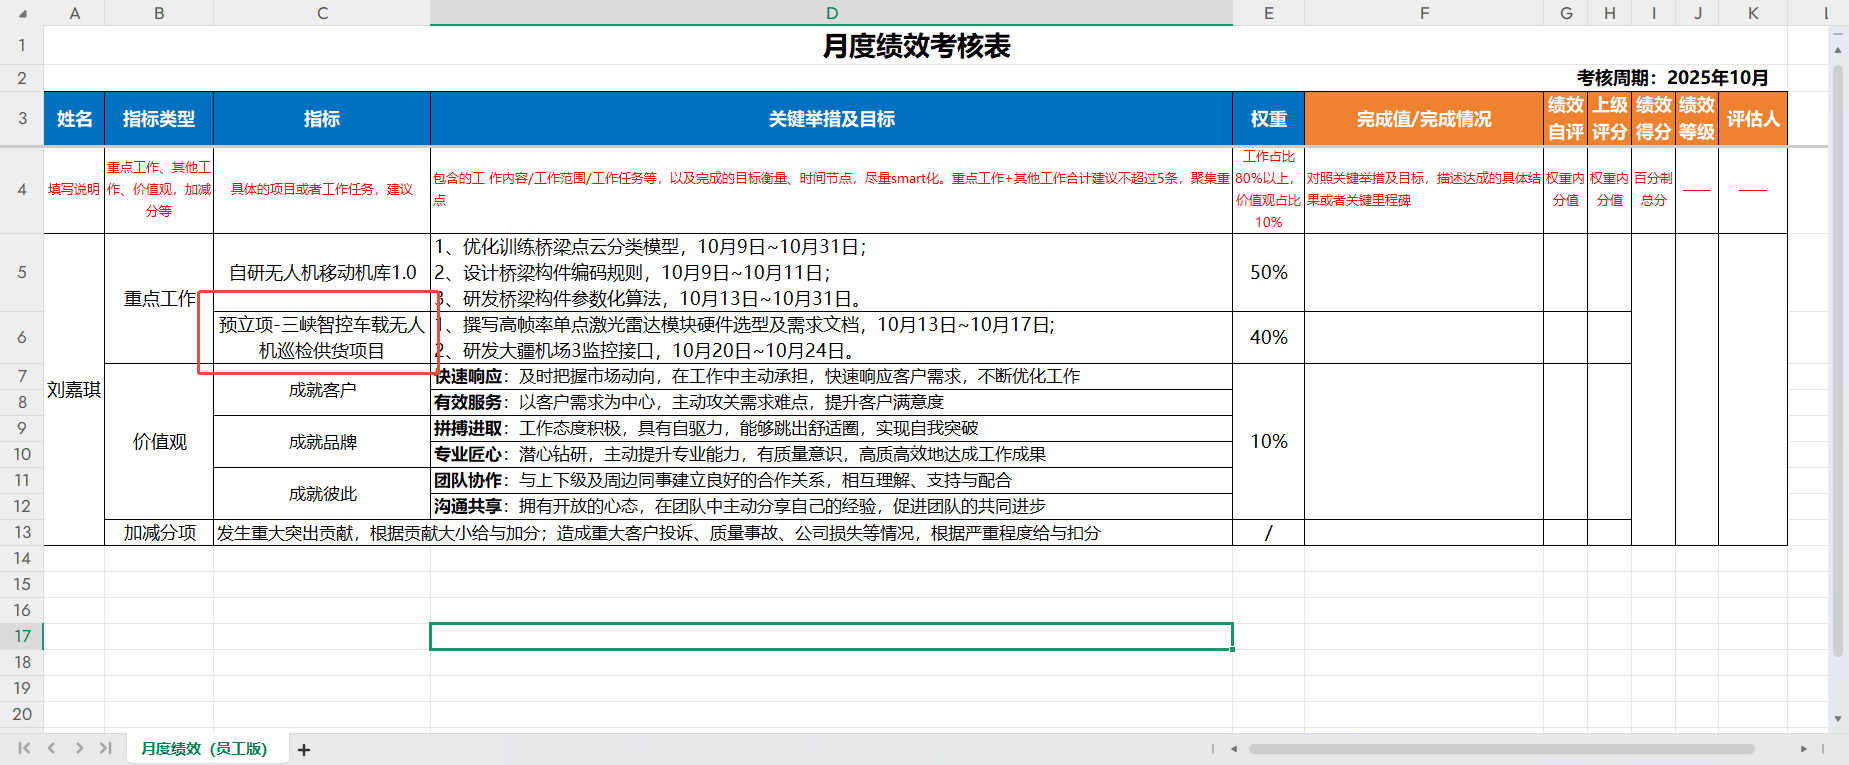 A B C D E F G H I J K L
1 月度绩效考核表
2 考核周期：2025年10月
3 姓名 指标类型 指标 关键举措及目标 权重 完成值/完成情况 绩效自评 上级评分 绩效得分 绩效等级 评估人
4 填写说明
重点工作、其他工
作、价值观，加减
分等
具体的项目或者工作任务，建议
包含的工 作内容/工作范围/工作任务等，以及完成的目标衡量、时间节点，尽量smart化。重点工作+其他工作合计建议不超过5条，聚集重
点
工作占比
80%以上，
价值观占比
10%
对照关键举措及目标，描述达成的具体结
果或者关键里程碑
权重内
分值
权重内
分值
百分制
总分
刘嘉琪
重点工作
5 自研无人机移动机库1.0
1、优化训练桥梁点云分类模型，10月9日~10月31日；
2、设计桥梁构件编码规则，10月9日~10月11日；
3、研发桥梁构件参数化算法，10月13日~10月31日。
50%
6 预立项-三峡智控车载无人
机巡检供货项目
1、撰写高帧率单点激光雷达模块硬件选型及需求文档，10月13日~10月17日；
2、研发大疆机场3监控接口，10月20日~10月24日。
40%
价值观
7 成就客户 快速响应：及时把握市场动向，在工作中主动承担，快速响应客户需求，不断优化工作
8 有效服务：以客户需求为中心，主动攻关需求难点，提升客户满意度
9 成就品牌 拼搏进取：工作态度积极，具有自驱力，能够跳出舒适圈，实现自我突破
10%
10 专业匠心：潜心钻研，主动提升专业能力，有质量意识，高质高效地达成工作成果
11 成就彼此 团队协作：与上下级及周边同事建立良好的合作关系，相互理解、支持与配合
12 沟通共享：拥有开放的心态，在团队中主动分享自己的经验，促进团队的共同进步
13 加减分项 发生重大突出贡献，根据贡献大小给与加分；造成重大客户投诉、质量事故、公司损失等情况，根据严重程度给与扣分 /
14
15
16
17
18
19
20
月度绩效（员工版） +